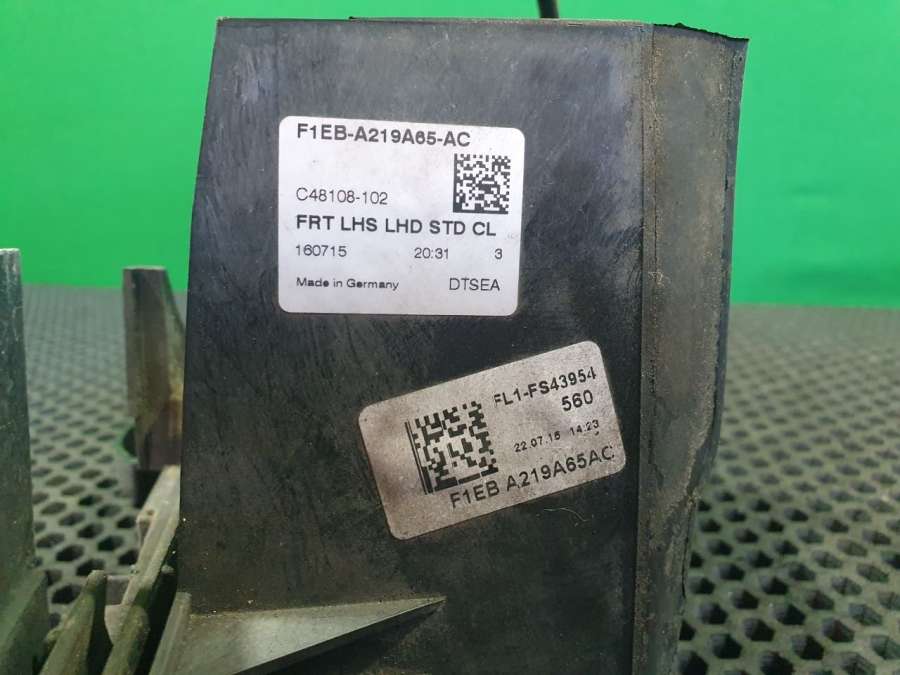 F1EB-A219A65-AC
C48108-102
FRT LHS LHD STD CL
160715 20:31 3
Made in Germany DTSEA
FL1-FS43954
560
22.07.16 14:23
F1EB A219A65AC